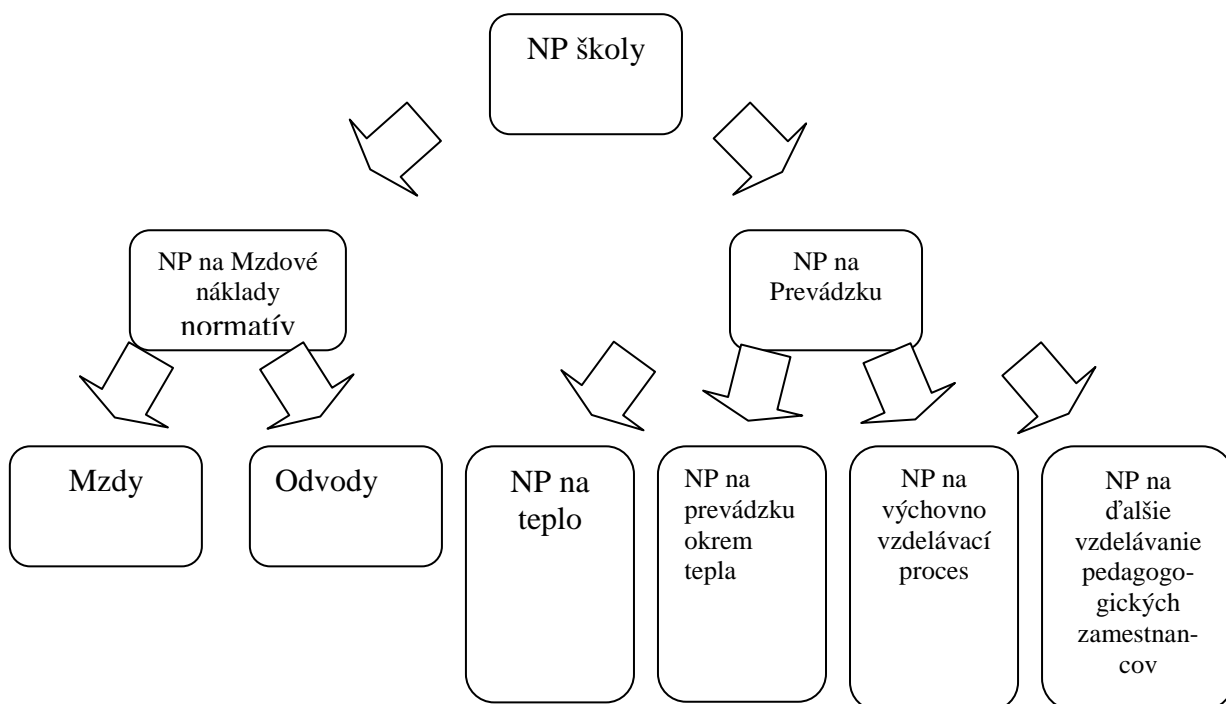 NP školy
NP na Mzdové
náklady
normatív
NP na
Prevádzku
Mzdy
Odvody
NP na
teplo
NP na
prevádzku
okrem
tepla
NP na
výchovno
vzdelávací
proces
NP na
ďalšie
vzdelávanie
pedagogo-
gických
zamestnan-
cov